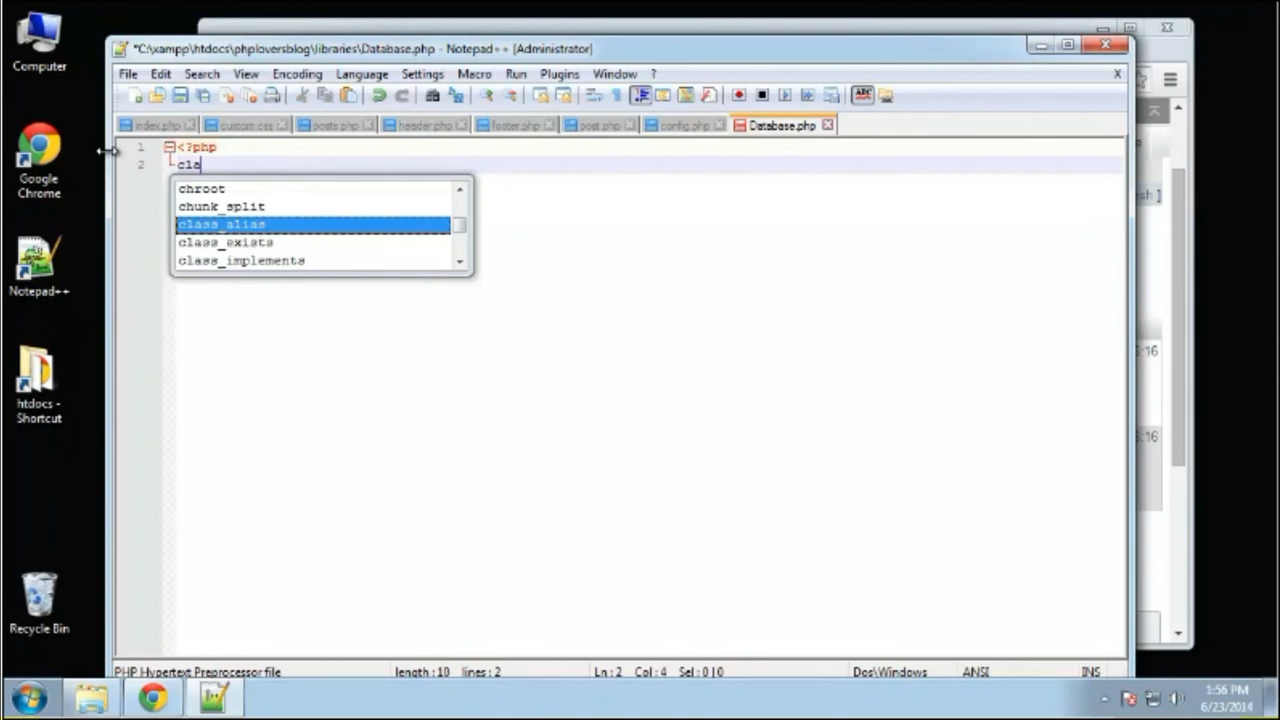 Computer
Google
Chrome
Notepad++
htdocs -
Shortcut
Recycle Bin
*C:\xampp\htdocs\phploversblog\libraries\Database.php - Notepad++ [Administrator]
File Edit Search View Encoding Language Settings Macro Run Plugins Window ? X
index.php custom.css posts.php header.php footer.php post.php config.php Database.php
1 <?php
2 cla
chroot
chunk_split
class_alias
class_exists
class_implements
PHP Hypertext Preprocessor file length : 10 lines : 2 Ln : 2 Col : 4 Sel : 0 | 0 Dos\Windows ANSI INS
1:56 PM
6/23/2014